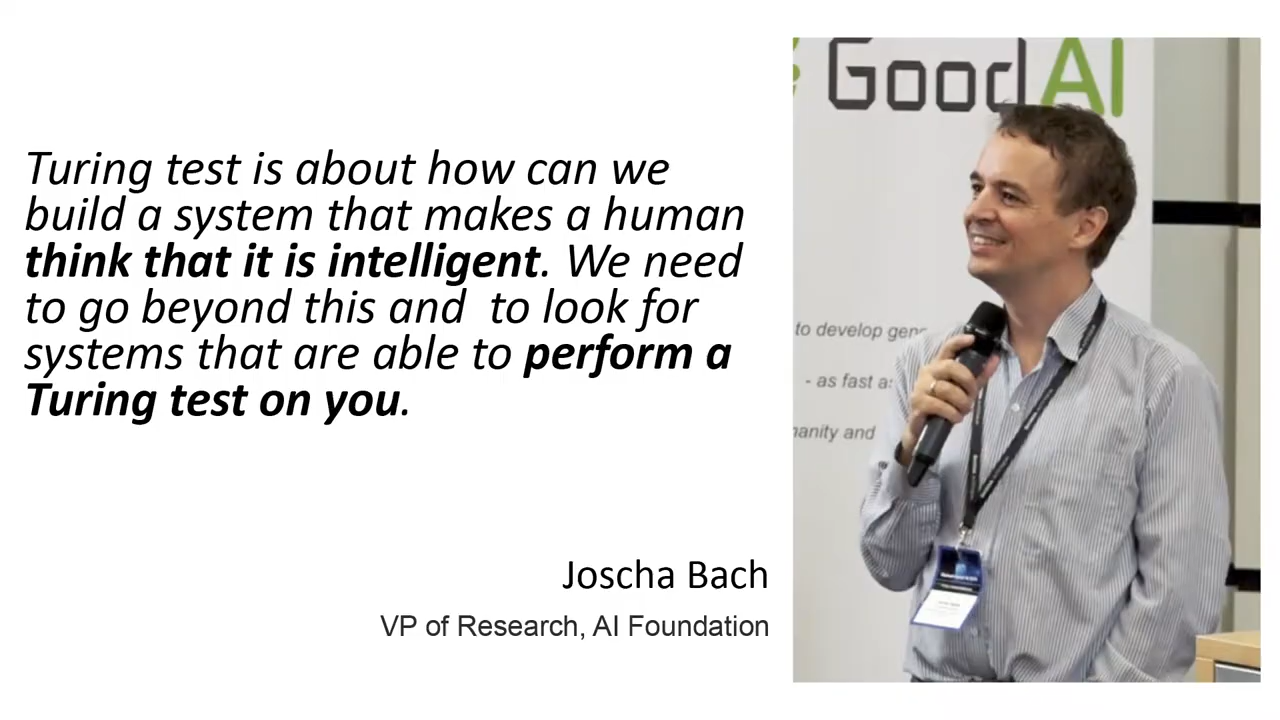 Turing test is about how can we
build a system that makes a human
think that it is intelligent. We need
to go beyond this and  to look for
systems that are able to perform a
Turing test on you.
Joscha Bach
VP of Research, AI Foundation
GoodAI
to develop gen
- as fast as
anity and